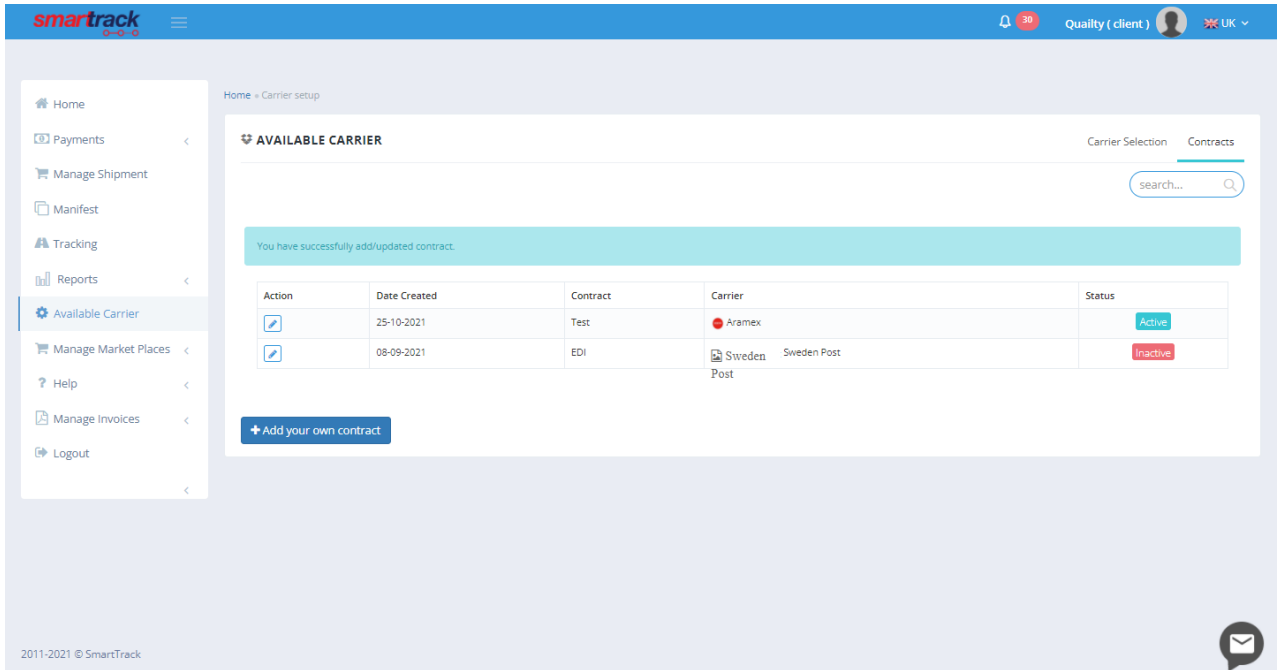 smartrack
30
Quailty ( client )
UK
Home
Payments
Manage Shipment
Manifest
Tracking
Reports
Available Carrier
Manage Market Places
? Help
Manage Invoices
Logout
Home » Carrier setup
AVAILABLE CARRIER
Carrier Selection Contracts
search...
You have successfully add/updated contract.
Action Date Created Contract Carrier Status
25-10-2021 Test Aramex Active
08-09-2021 EDI Sweden Post Sweden Post Inactive
+ Add your own contract
2011-2021 © SmartTrack